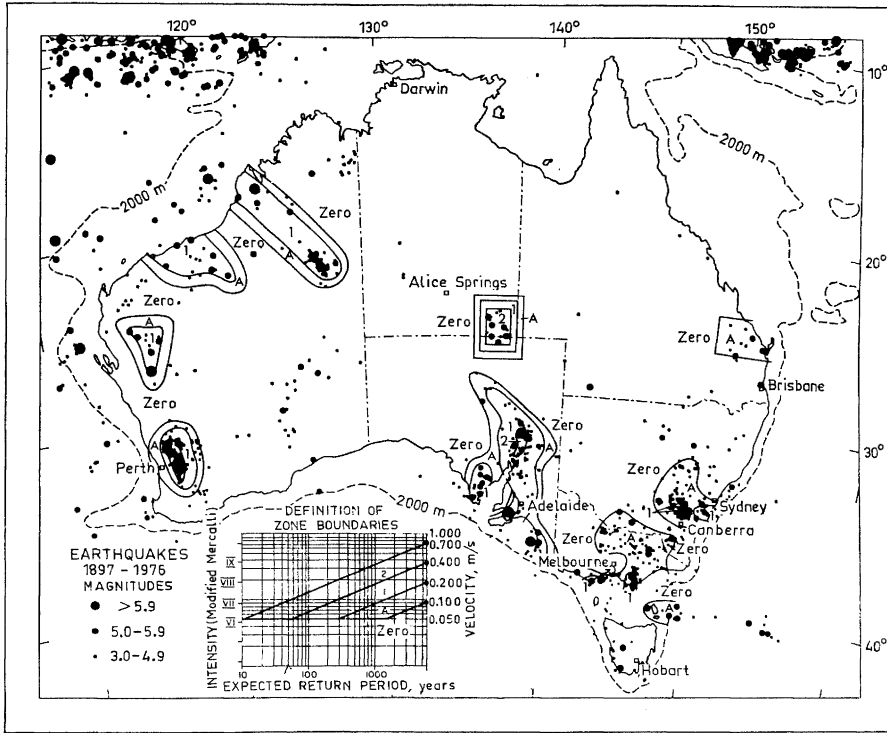 120°
130°
140°
150°
10°
20°
30°
40°
Darwin
2000 m
2000 m
Zero
1
A
Zero
1
A
Alice Springs
Zero
2
1
A
Zero
A
1
Zero
Zero
A
Brisbane
Zero
A
1
Perth
Zero
1
2
A
Zero
A
1
Adelaide
Zero
A
1
Sydney
Canberra
Zero
A
Zero
Melbourne
1
1
Zero
A
Hobart
2000 m
EARTHQUAKES
1897 - 1976
MAGNITUDES
>5.9
5.0-5.9
3.0-4.9
DEFINITION OF
ZONE BOUNDARIES
INTENSITY (Modified Mercalli)
IX
VIII
VII
VI
2
1
A
Zero
1.000
0.700
0.400
0.200
0.100
0.050
VELOCITY, m/s
10
100
1000
EXPECTED RETURN PERIOD, years